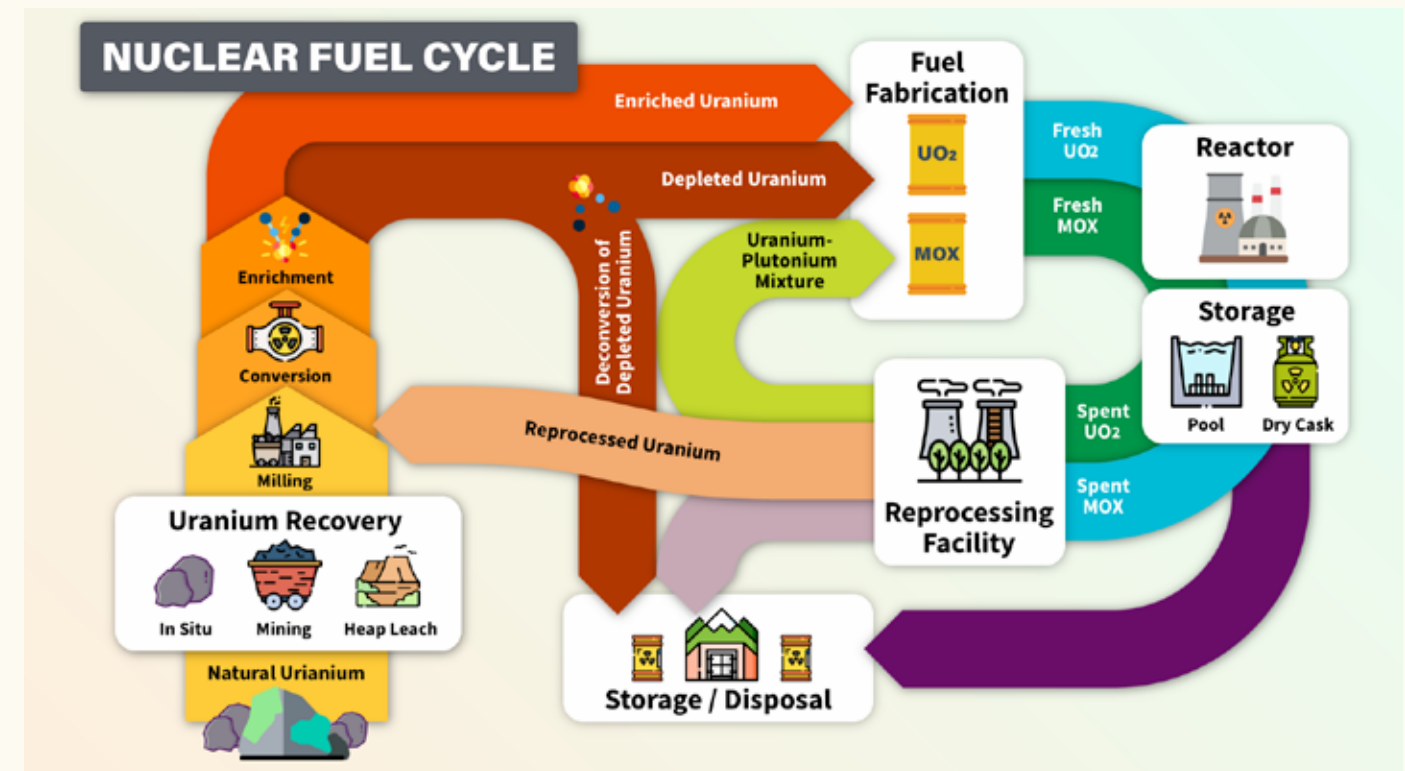 NUCLEAR FUEL CYCLE
Enriched Uranium
Depleted Uranium
Deconversion of
Depleted Uranium
Uranium-
Plutonium
Mixture
Fuel
Fabrication
UO₂
MOX
Fresh
UO₂
Fresh
MOX
Reactor
Storage
Pool
Dry Cask
Spent
UO₂
Spent
MOX
Reprocessing
Facility
Reprocessed Uranium
Enrichment
Conversion
Milling
Uranium Recovery
In Situ
Mining
Heap Leach
Natural Urianium
Storage / Disposal